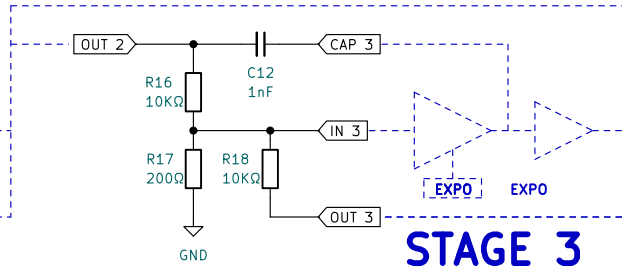 OUT 2
CAP 3
C12
1nF
R16
10KΩ
IN 3
R17
200Ω
R18
10KΩ
EXPO
EXPO
OUT 3
GND
STAGE 3